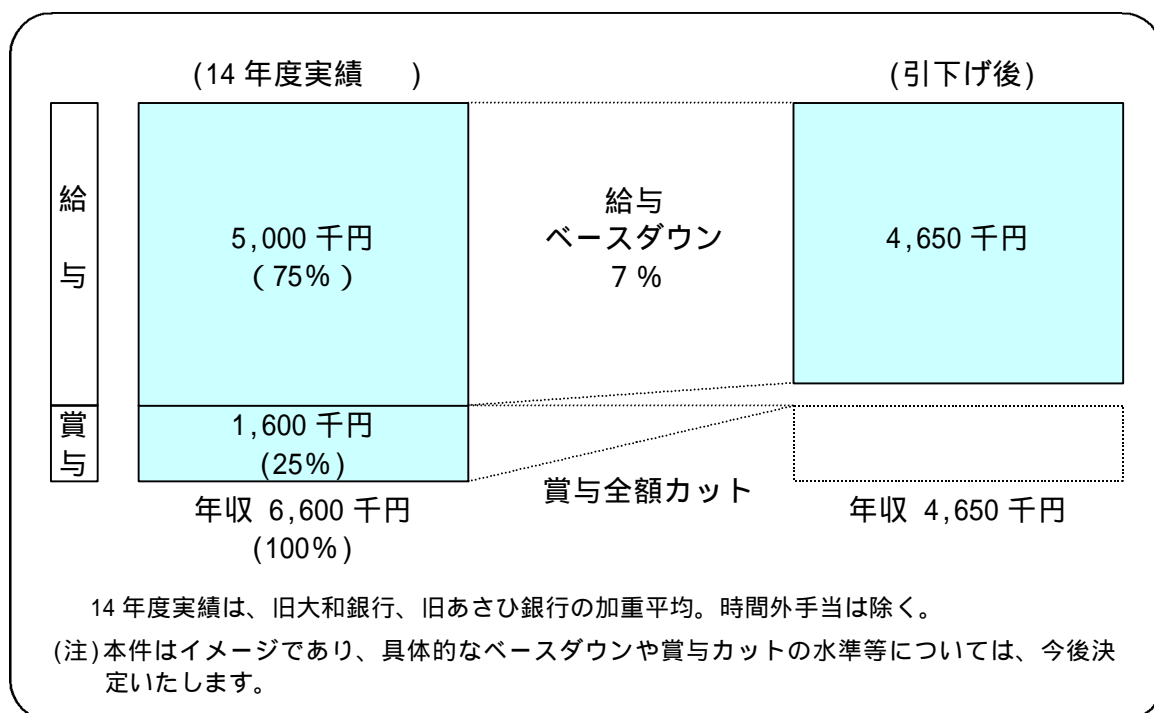 (14 年度実績　)
(引下げ後)
給
与
5,000 千円
(75%)
給与
ベースダウン
7 %
4,650 千円
賞
与
1,600 千円
(25%)
賞与全額カット
年収 6,600 千円
(100%)
年収 4,650 千円
14 年度実績は、旧大和銀行、旧あさひ銀行の加重平均。時間外手当は除く。
(注)本件はイメージであり、具体的なベースダウンや賞与カットの水準等については、今後決
定いたします。